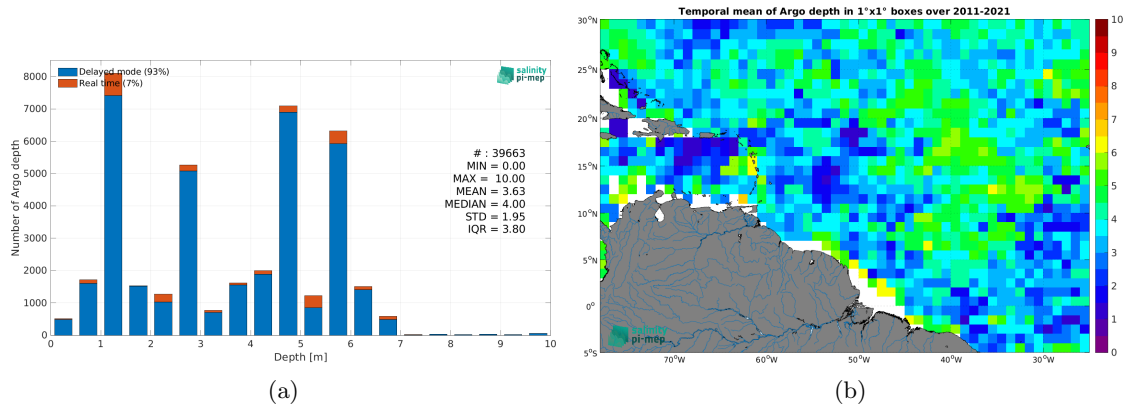 Delayed mode (93%)
Real time (7%)
salinity
pi-mep
8000
7000
6000
5000
4000
3000
2000
1000
0
Number of Argo depth
# : 39663
MIN = 0.00
MAX = 10.00
MEAN = 3.63
MEDIAN = 4.00
STD = 1.95
IQR = 3.80
0 1 2 3 4 5 6 7 8 9 10
Depth [m]
(a)
Temporal mean of Argo depth in 1°x1° boxes over 2011-2021
30°N
25°N
20°N
15°N
10°N
5°N
0°
5°S
70°W 60°W 50°W 40°W 30°W
salinity
pi-mep
10
9
8
7
6
5
4
3
2
1
0
(b)